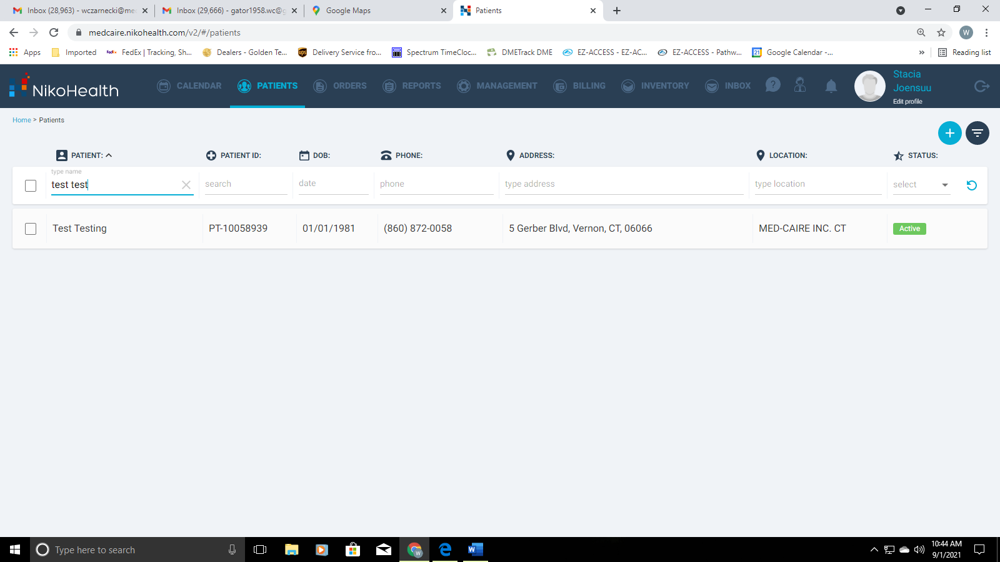 Inbox (28,963) - wczarnecki@me
Inbox (29,666) - gator1958.wc@g
Google Maps
Patients
medcaire.nikohealth.com/v2/#/patients
W
Apps
Imported
FedEx | Tracking, Sh...
Dealers - Golden Te...
Delivery Service fro...
Spectrum TimeCloc...
DMETrack DME
EZ-ACCESS - EZ-AC...
EZ-ACCESS - Pathw...
Google Calendar -...
»
Reading list
NikoHealth
CALENDAR
PATIENTS
ORDERS
REPORTS
MANAGEMENT
BILLING
INVENTORY
INBOX
Stacia
Joensuu
Edit profile
Home > Patients
PATIENT:
PATIENT ID:
DOB:
PHONE:
ADDRESS:
LOCATION:
STATUS:
type name
test test
search
date
phone
type address
type location
select
Test Testing
PT-10058939
01/01/1981
(860) 872-0058
5 Gerber Blvd, Vernon, CT, 06066
MED-CAIRE INC. CT
Active
Type here to search
10:44 AM
9/1/2021